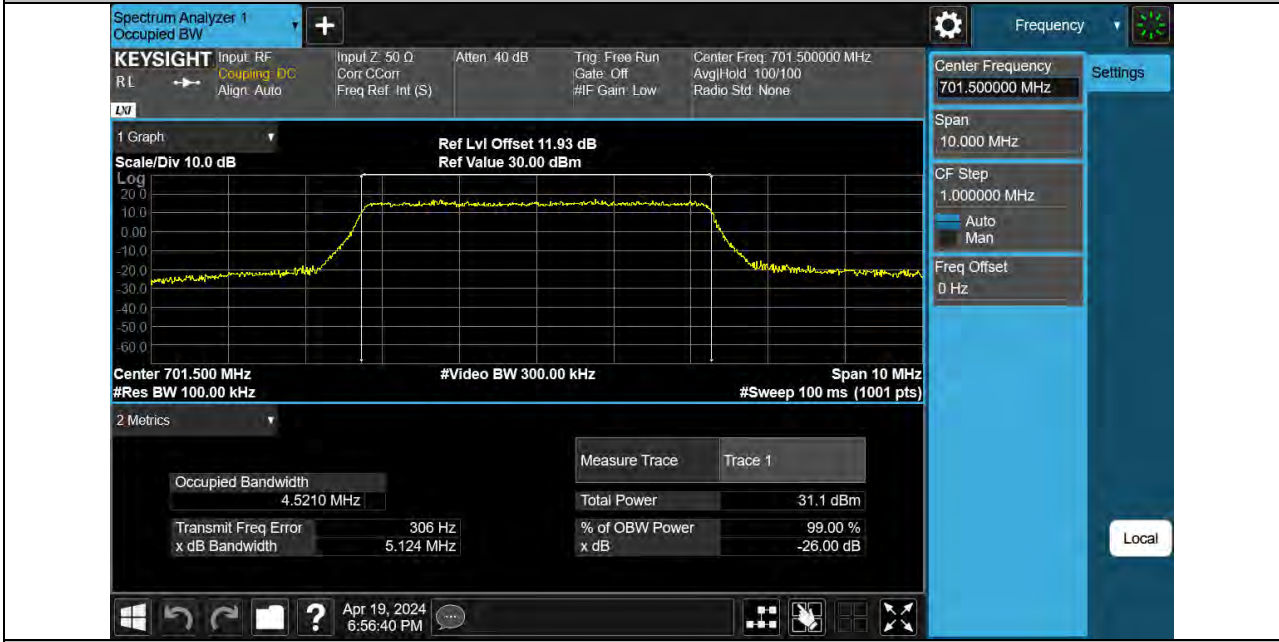 Spectrum Analyzer 1
Occupied BW
+
Frequency
KEYSIGHT
R L
LXI
Input: RF
Coupling: DC
Align: Auto
Input Z: 50 Ω
Corr CCorr
Freq Ref: Int (S)
Atten: 40 dB
Trig: Free Run
Gate: Off
#IF Gain: Low
Center Freq: 701.500000 MHz
Avg|Hold: 100/100
Radio Std: None
1 Graph
Scale/Div 10.0 dB
Ref Lvl Offset 11.93 dB
Ref Value 30.00 dBm
Log
20.0
10.0
0.00
-10.0
-20.0
-30.0
-40.0
-50.0
-60.0
Center 701.500 MHz
#Res BW 100.00 kHz
#Video BW 300.00 kHz
Span 10 MHz
#Sweep 100 ms (1001 pts)
2 Metrics
Measure Trace Trace 1
Occupied Bandwidth
4.5210 MHz
Total Power 31.1 dBm
Transmit Freq Error 306 Hz
% of OBW Power 99.00 %
x dB Bandwidth 5.124 MHz
x dB -26.00 dB
Center Frequency
701.500000 MHz
Settings
Span
10.000 MHz
CF Step
1.000000 MHz
Auto
Man
Freq Offset
0 Hz
Local
?
Apr 19, 2024
6:56:40 PM